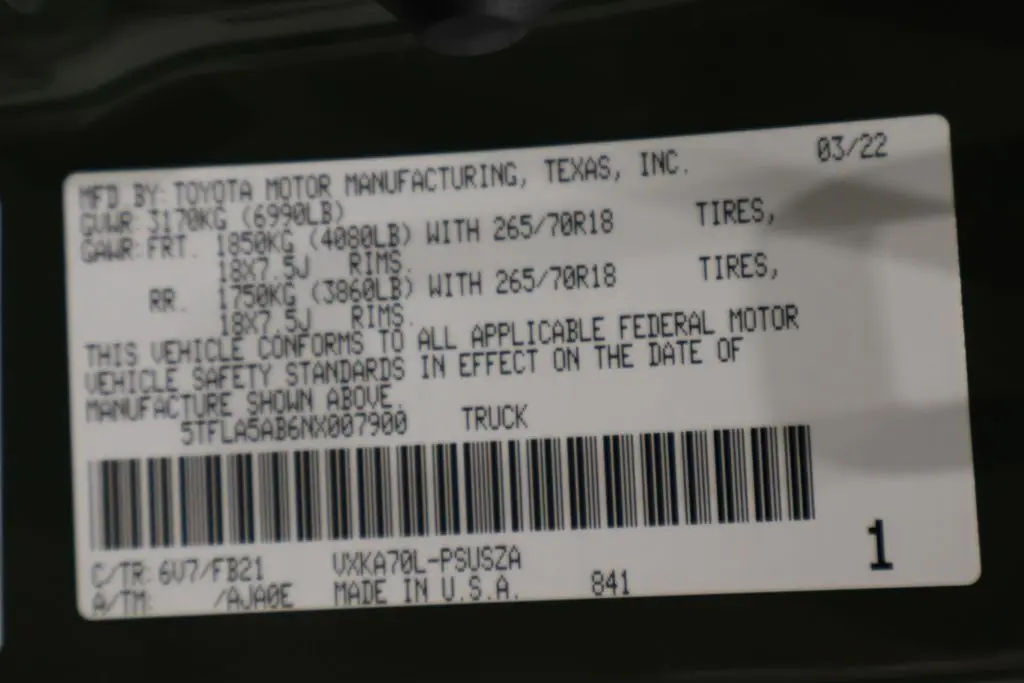 MFD BY: TOYOTA MOTOR MANUFACTURING, TEXAS, INC. 03/22
GVWR: 3170KG (6990LB)
GAWR: FRT. 1850KG (4080LB) WITH 265/70R18 TIRES,
18X7.5J RIMS.
RR. 1750KG (3860LB) WITH 265/70R18 TIRES,
18X7.5J RIMS.
THIS VEHICLE CONFORMS TO ALL APPLICABLE FEDERAL MOTOR
VEHICLE SAFETY STANDARDS IN EFFECT ON THE DATE OF
MANUFACTURE SHOWN ABOVE.
5TFLA5AB6NX007900 TRUCK
1
C/TR: 6V7/FB21 VXKA70L-PSUSZA
A/TM: /AJA0E MADE IN U.S.A. 841